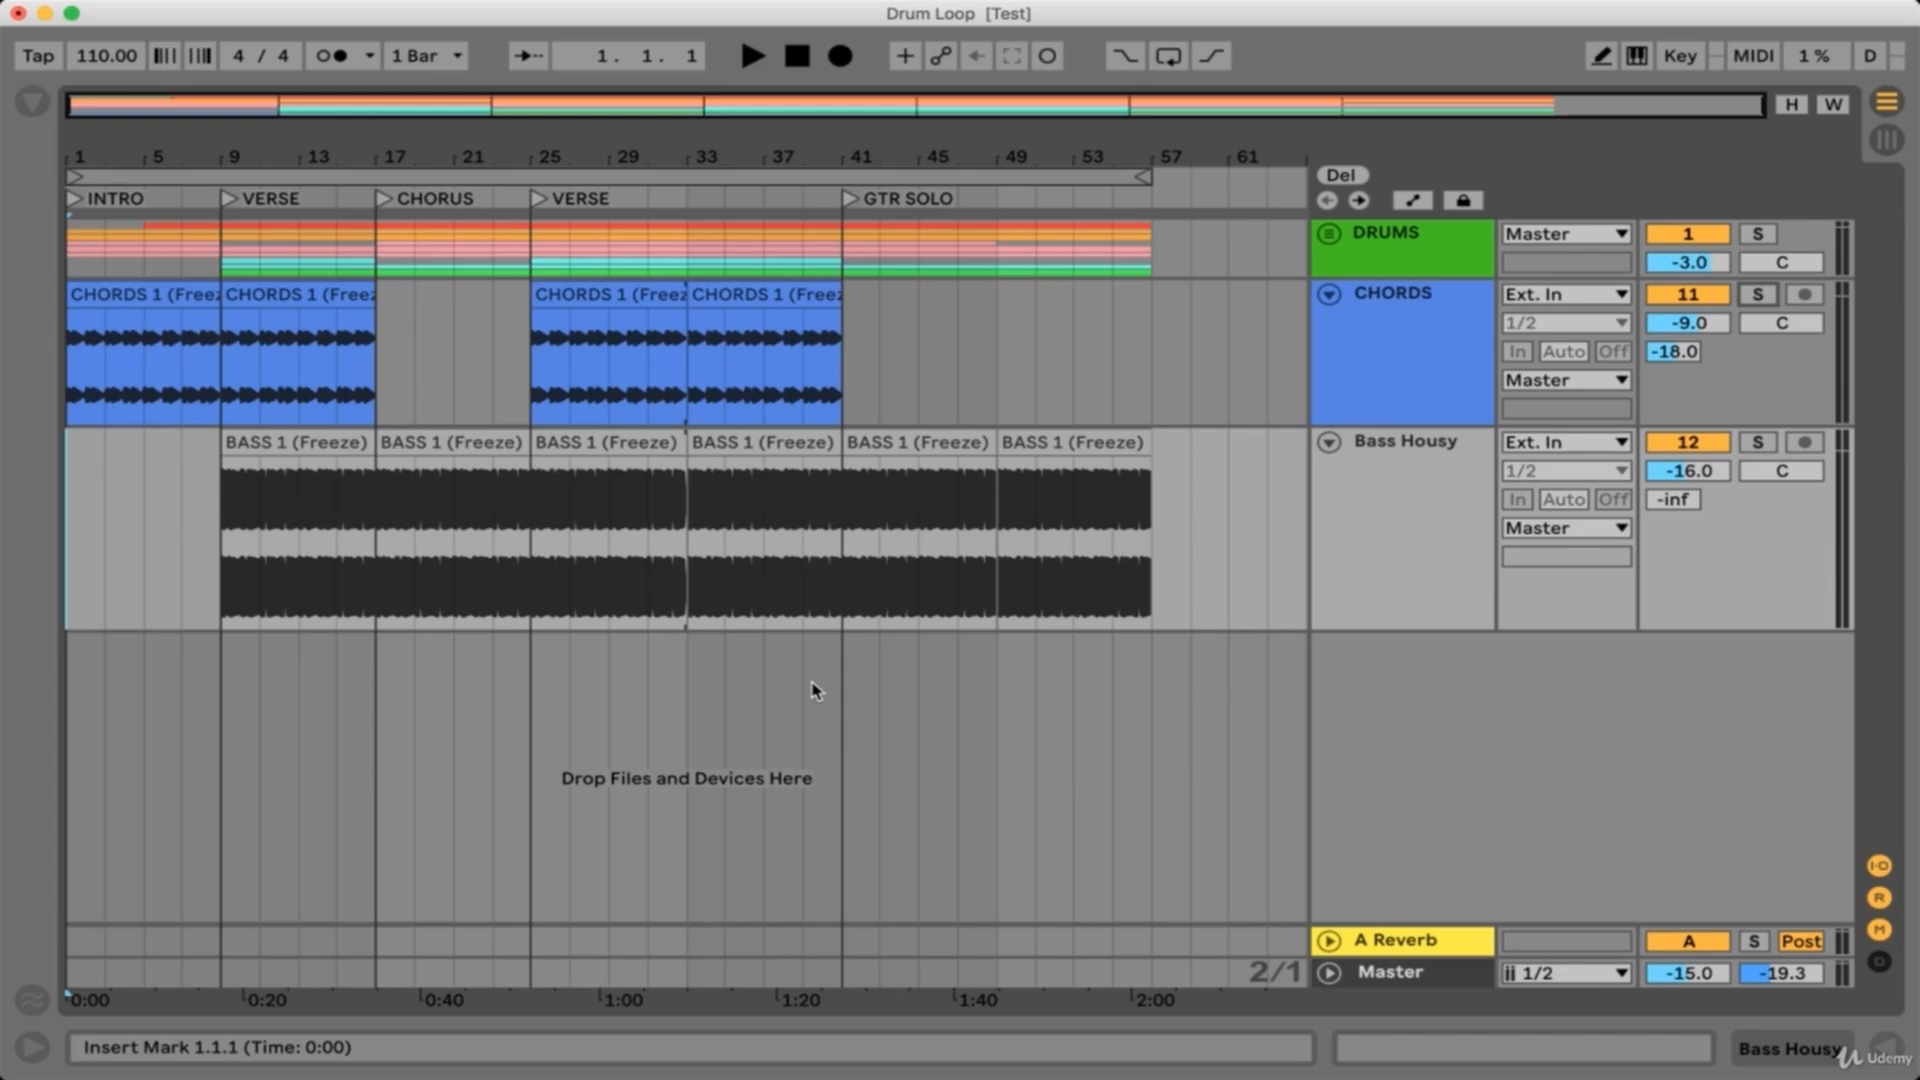 Drum Loop [Test]
Tap 110.00 4 / 4 1 Bar 1. 1. 1 Key MIDI 1 % D
H W
1 5 9 13 17 21 25 29 33 37 41 45 49 53 57 61
Del
INTRO VERSE CHORUS VERSE GTR SOLO
DRUMS Master 1 S
-3.0 C
CHORDS 1 (Freez CHORDS 1 (Freez CHORDS 1 (Freez CHORDS 1 (Freez CHORDS Ext. In 11 S
1/2 -9.0 C
In Auto Off -18.0
Master
BASS 1 (Freeze) BASS 1 (Freeze) BASS 1 (Freeze) BASS 1 (Freeze) BASS 1 (Freeze) BASS 1 (Freeze) Bass Housy Ext. In 12 S
1/2 -16.0 C
In Auto Off -inf
Master
Drop Files and Devices Here
I·O
R
A Reverb A S Post M
D
2/1 Master 1/2 -15.0 -19.3
0:00 0:20 0:40 1:00 1:20 1:40 2:00
Insert Mark 1.1.1 (Time: 0:00) Bass Housy
Udemy